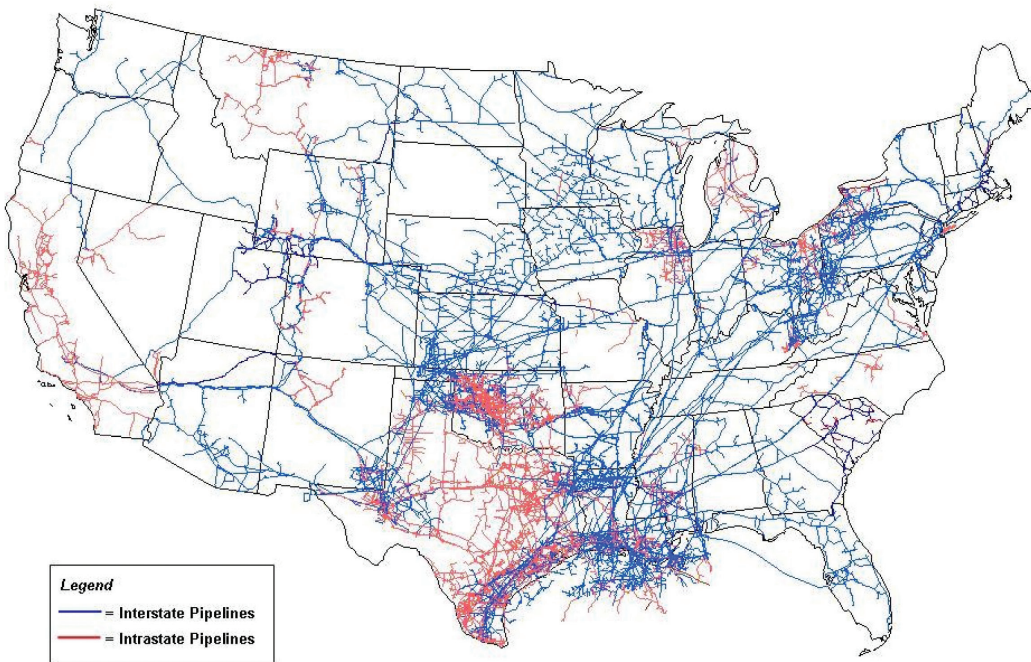 Legend
= Interstate Pipelines
= Intrastate Pipelines